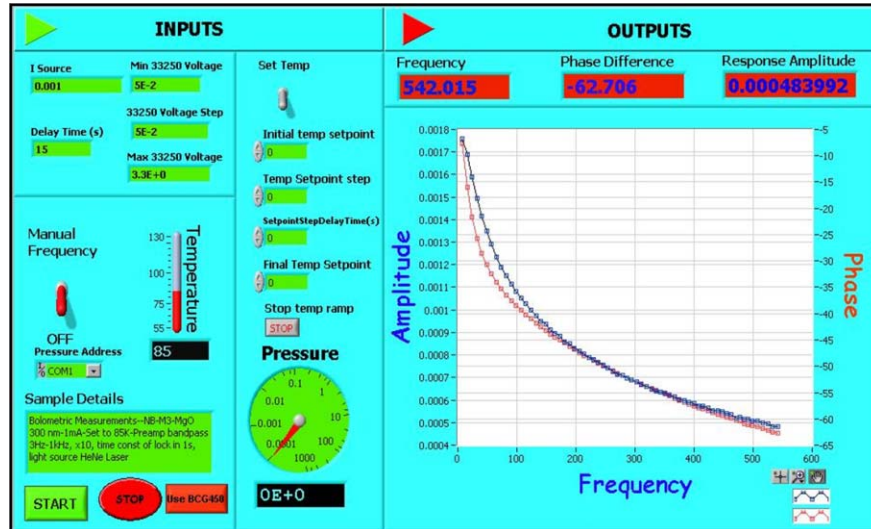 INPUTS
I Source
0.001
Min 33250 Voltage
5E-2
33250 Voltage Step
5E-2
Delay Time (s)
15
Max 33250 Voltage
3.3E+0
Set Temp
Initial temp setpoint
0
Temp Setpoint step
0
SetpointStepDelayTime(s)
0
Final Temp Setpoint
0
Stop temp ramp
STOP
Manual
Frequency
OFF
Temperature
130
100
75
55
85
Pressure Address
COM1
Sample Details
Bolometric Measurements--NB-M3-MgO
300 nm-1mA-Set to 85K-Preamp bandpass
3Hz-1kHz, x10, time const of lock in 1s,
light source HeNe Laser
START
STOP
Use BCG450
Pressure
0.1
0.01
1
0.001
10
0.0001
100
1000
0E+0
OUTPUTS
Frequency
542.015
Phase Difference
-62.706
Response Amplitude
0.000483992
Amplitude
0.0018
0.0017
0.0016
0.0015
0.0014
0.0013
0.0012
0.0011
0.001
0.0009
0.0008
0.0007
0.0006
0.0005
0.0004
-5
-10
-15
-20
-25
-30
-35
-40
-45
-50
-55
-60
-65
Phase
0 100 200 300 400 500 600
Frequency